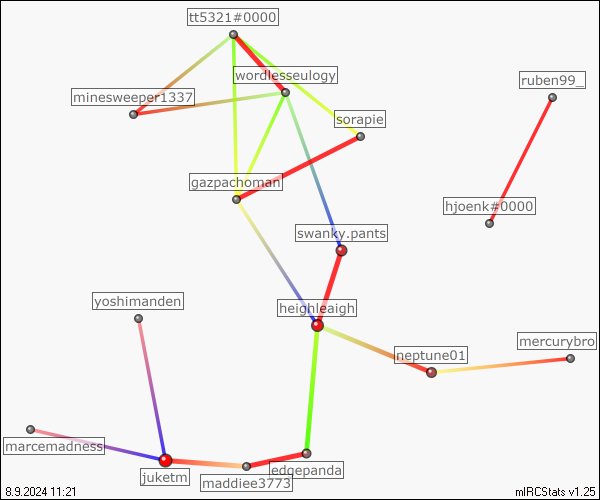 tt5321#0000
wordlesseulogy
ruben99_
minesweeper1337
sorapie
gazpachoman
hjoenk#0000
swanky.pants
yoshimanden
heighleaigh
mercurybro
neptune01
marcemadness
edgepanda
juketm
maddiee3773
8.9.2024 11:21
mIRCStats v1.25